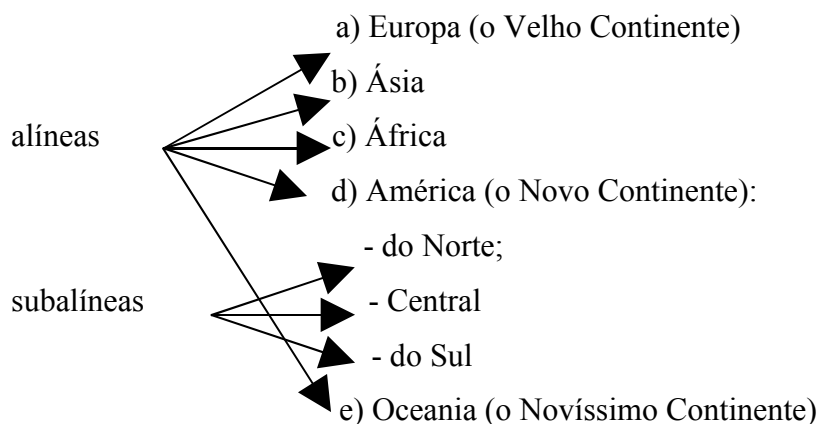 a) Europa (o Velho Continente)
b) Ásia
alíneas c) África
d) América (o Novo Continente):
- do Norte;
subalíneas - Central
- do Sul
e) Oceania (o Novíssimo Continente)